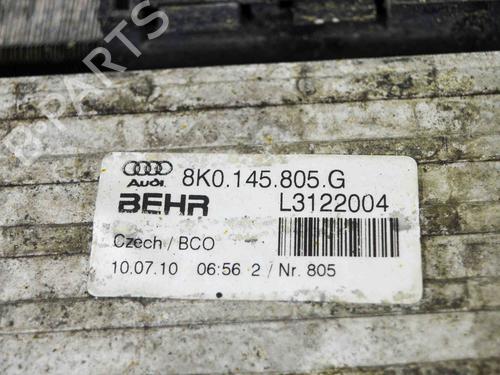 B-Parts
Audi 8K0.145.805.G
BEHR L3122004
Czech / BCO
10.07.10 06:56 2 / Nr. 805